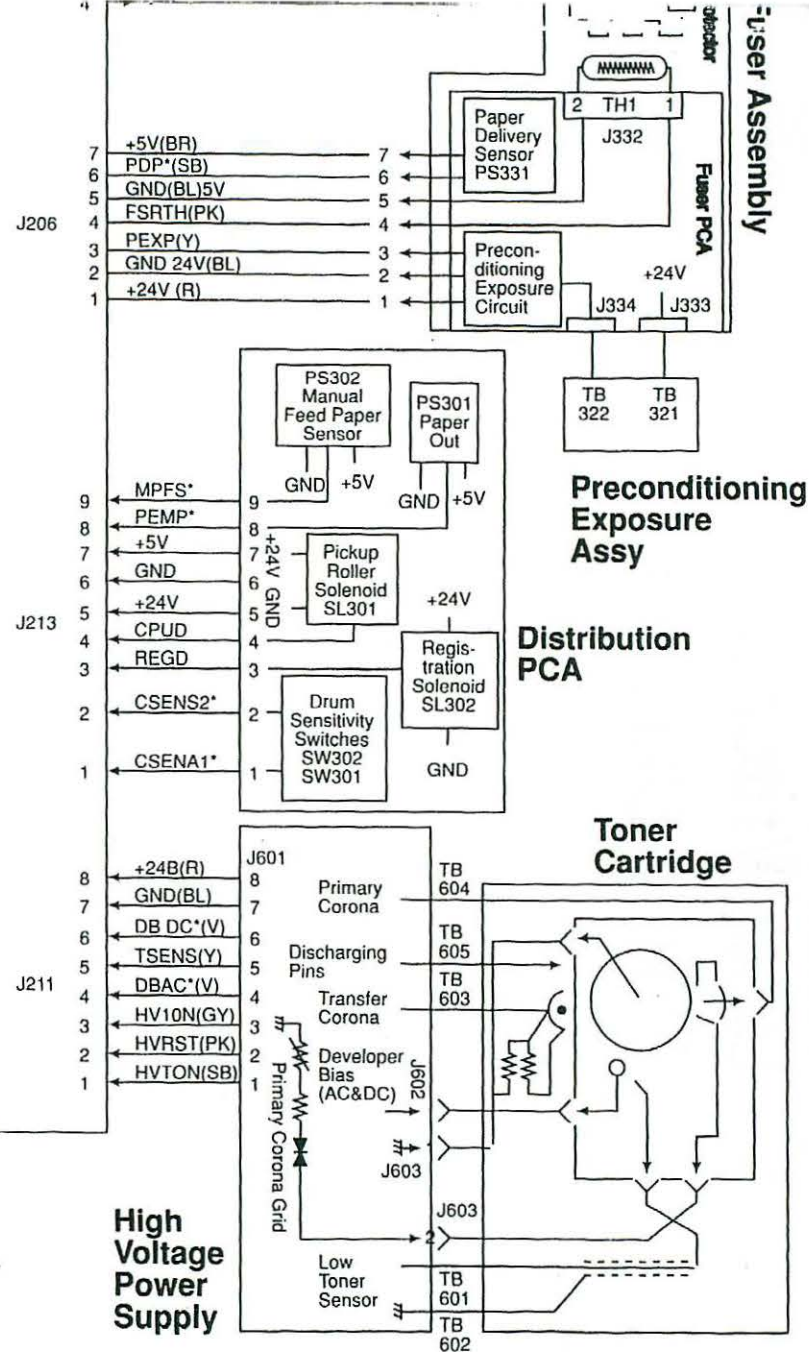 4
otector
Fuser Assembly
2 TH1 1
J332
Paper
Delivery
Sensor
PS331
Fuser PCA
J206
7 +5V(BR) 7
6 PDP*(SB) 6
5 GND(BL)5V 5
4 FSRTH(PK) 4
3 PEXP(Y) 3
2 GND 24V(BL) 2
1 +24V (R) 1
Precon-
ditioning
Exposure
Circuit
+24V
J334
J333
TB
322
TB
321
Preconditioning
Exposure
Assy
PS302
Manual
Feed Paper
Sensor
GND +5V
PS301
Paper
Out
GND +5V
J213
9 MPFS* 9
8 PEMP* 8
7 +5V 7
6 GND 6
5 +24V 5
4 CPUD 4
3 REGD 3
2 CSENS2* 2
1 CSENA1* 1
+24V GND
Pickup
Roller
Solenoid
SL301
+24V
Regis-
tration
Solenoid
SL302
GND
Drum
Sensitivity
Switches
SW302
SW301
Distribution
PCA
Toner
Cartridge
J601
J211
8 +24B(R) 8
7 GND(BL) 7
6 DB DC*(V) 6
5 TSENS(Y) 5
4 DBAC*(V) 4
3 HV10N(GY) 3
2 HVRST(PK) 2
1 HVTON(SB) 1
Primary
Corona
TB
604
Discharging
Pins
TB
605
Transfer
Corona
TB
603
Developer
Bias
(AC&DC)
J602
J603
Primary Corona Grid
J603
2
Low
Toner
Sensor
TB
601
TB
602
High
Voltage
Power
Supply